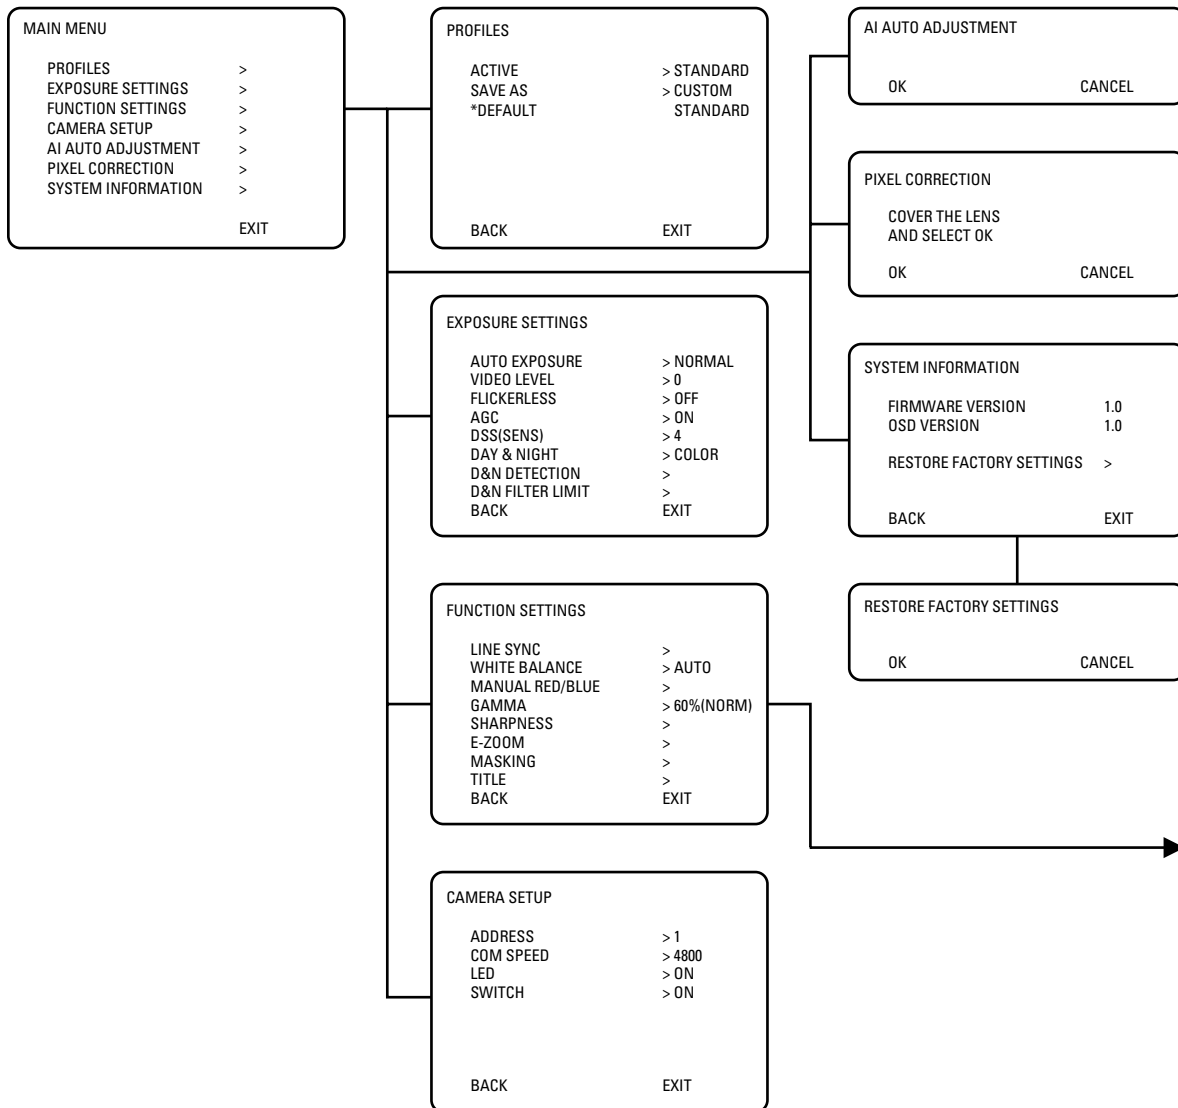 MAIN MENU
PROFILES >
EXPOSURE SETTINGS >
FUNCTION SETTINGS >
CAMERA SETUP >
AI AUTO ADJUSTMENT >
PIXEL CORRECTION >
SYSTEM INFORMATION >
EXIT
PROFILES
ACTIVE > STANDARD
SAVE AS > CUSTOM
*DEFAULT STANDARD
BACK EXIT
EXPOSURE SETTINGS
AUTO EXPOSURE > NORMAL
VIDEO LEVEL > 0
FLICKERLESS > OFF
AGC > ON
DSS(SENS) > 4
DAY & NIGHT > COLOR
D&N DETECTION >
D&N FILTER LIMIT >
BACK EXIT
FUNCTION SETTINGS
LINE SYNC >
WHITE BALANCE > AUTO
MANUAL RED/BLUE >
GAMMA > 60%(NORM)
SHARPNESS >
E-ZOOM >
MASKING >
TITLE >
BACK EXIT
CAMERA SETUP
ADDRESS > 1
COM SPEED > 4800
LED > ON
SWITCH > ON
BACK EXIT
AI AUTO ADJUSTMENT
OK CANCEL
PIXEL CORRECTION
COVER THE LENS
AND SELECT OK
OK CANCEL
SYSTEM INFORMATION
FIRMWARE VERSION 1.0
OSD VERSION 1.0
RESTORE FACTORY SETTINGS >
BACK EXIT
RESTORE FACTORY SETTINGS
OK CANCEL